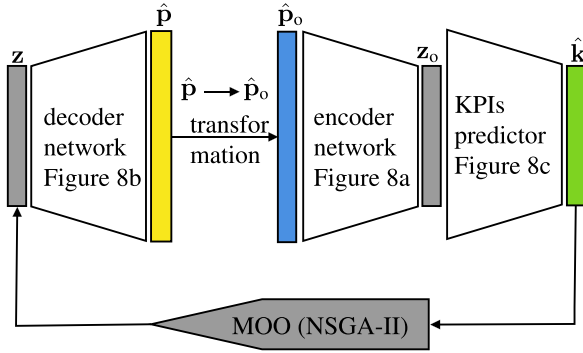 z
p̂
decoder
network
Figure 8b
p̂ → p̂ₒ
transfor
mation
p̂ₒ
encoder
network
Figure 8a
zₒ
KPIs
predictor
Figure 8c
k̂
MOO (NSGA-II)